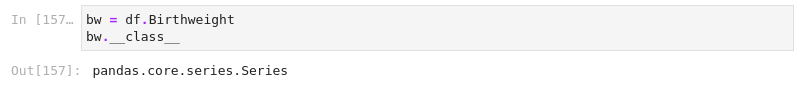 In [157… bw = df.Birthweight
bw.__class__
Out[157]: pandas.core.series.Series